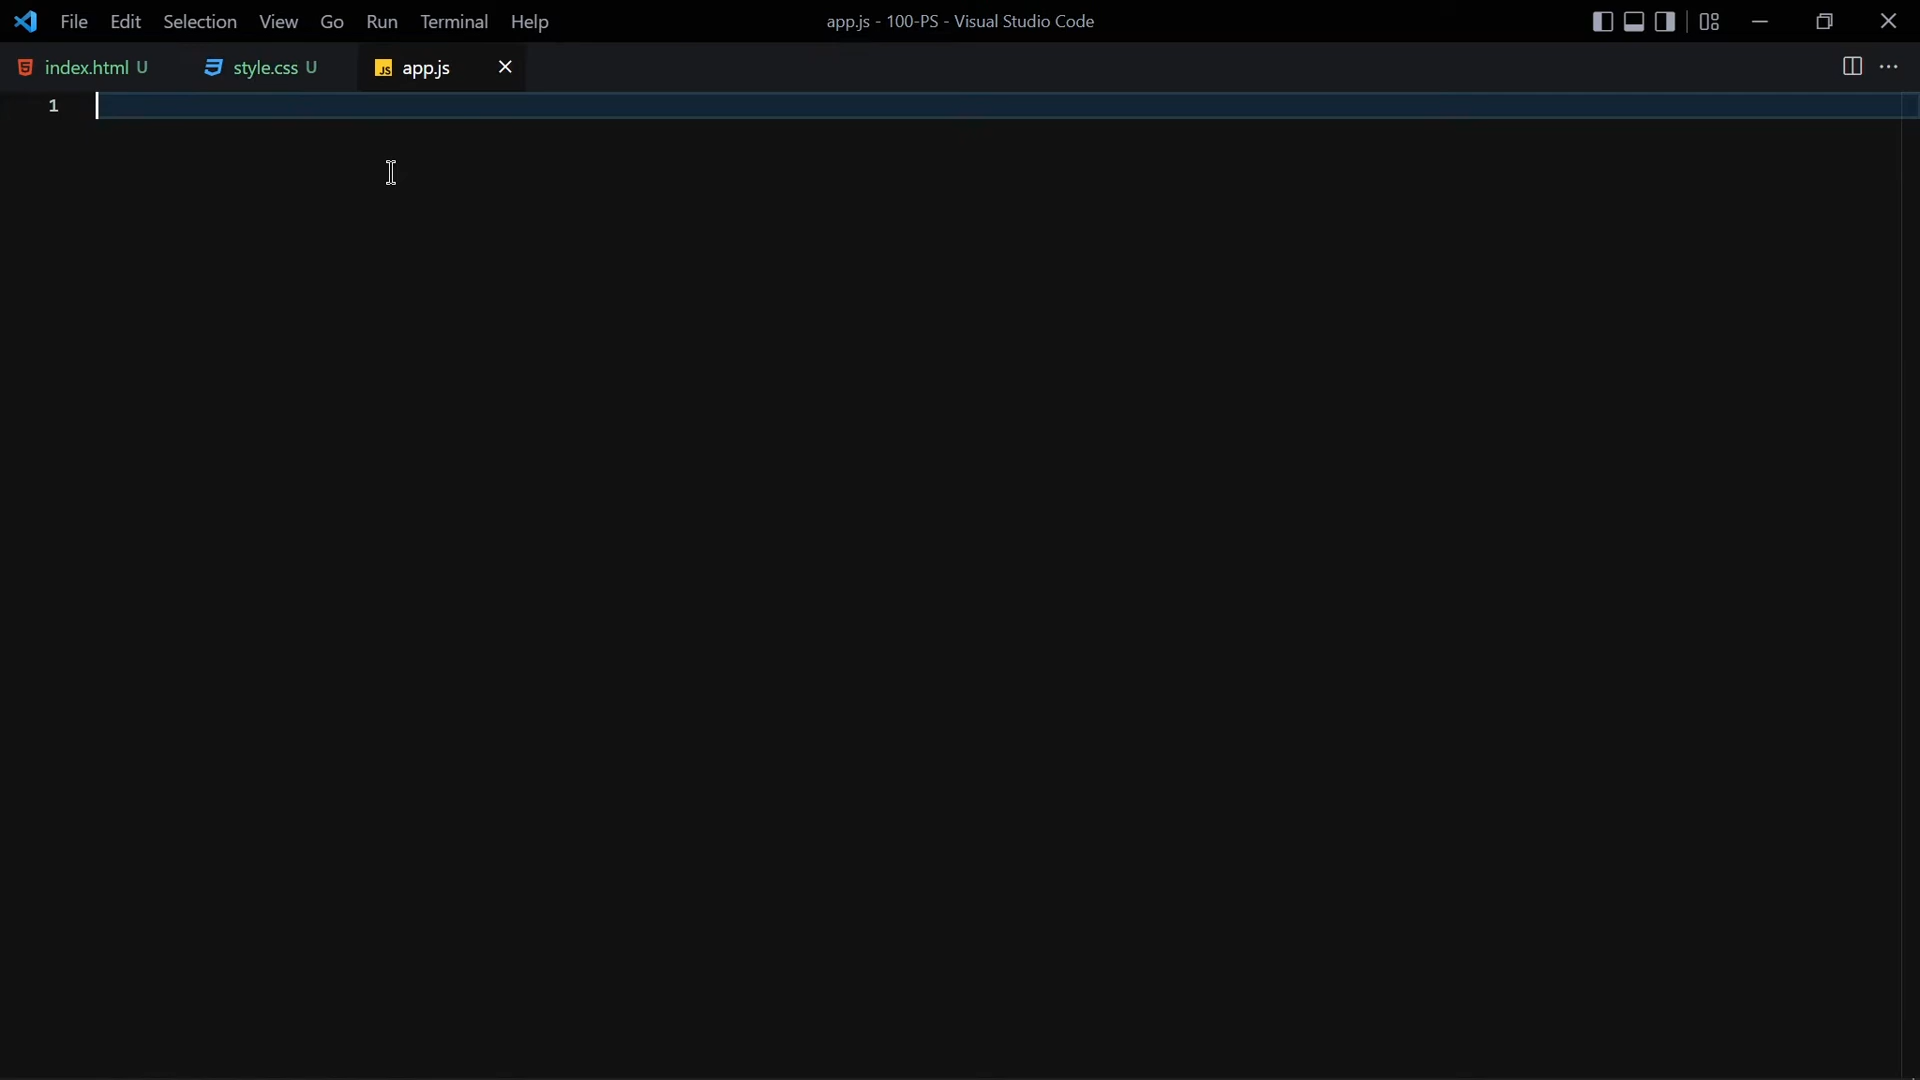 File Edit Selection View Go Run Terminal Help app.js - 100-PS - Visual Studio Code
index.html U style.css U JS app.js
1